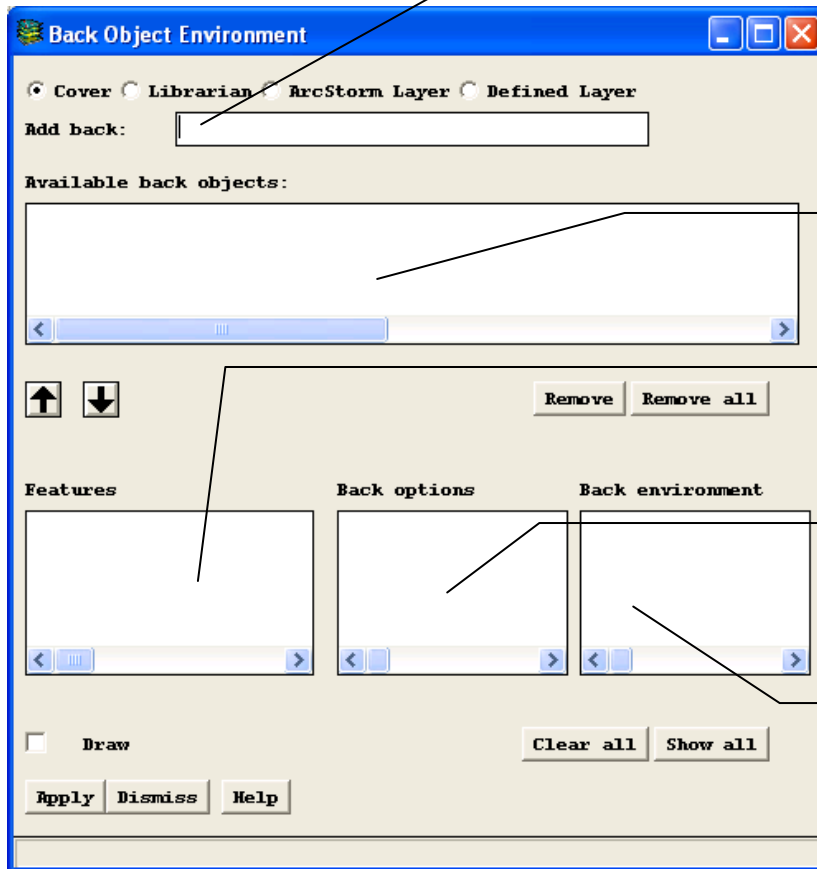 Back Object Environment
Cover Librarian ArcStorm Layer Defined Layer
Add back:
Available back objects:
Remove Remove all
Features Back options Back environment
Draw Clear all Show all
Apply Dismiss Help